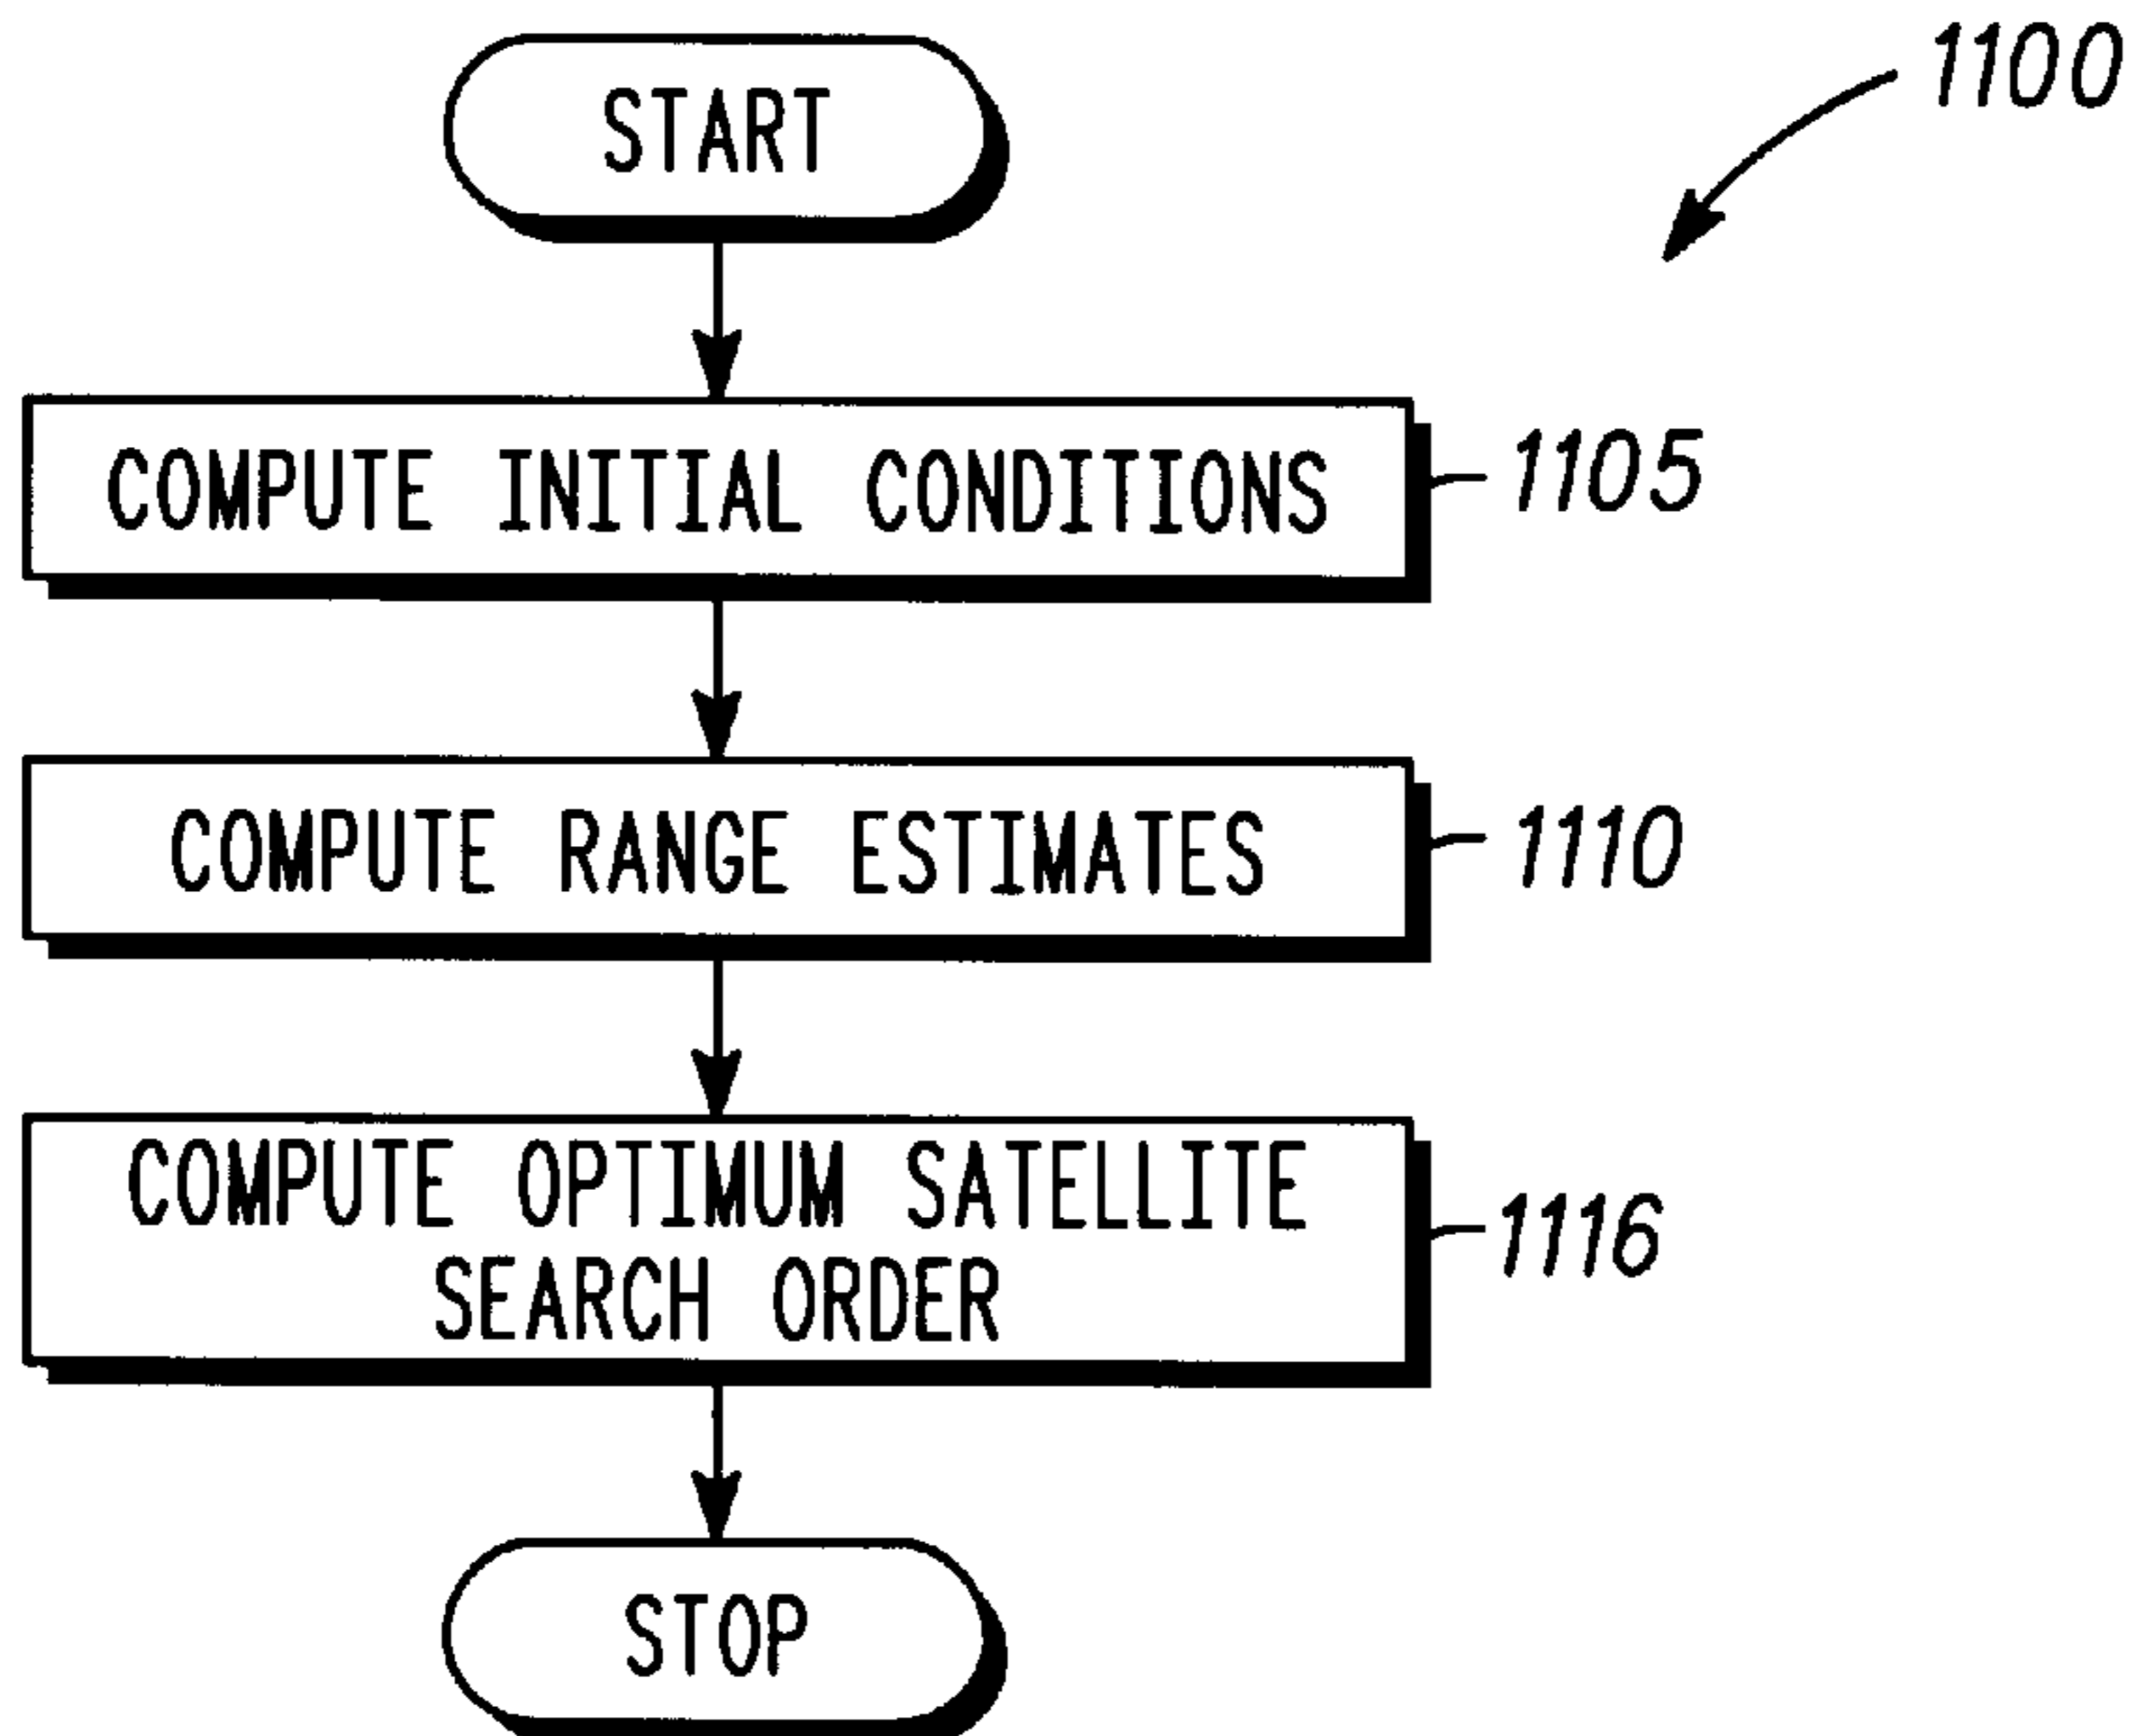 START
1100
COMPUTE INITIAL CONDITIONS
1105
COMPUTE RANGE ESTIMATES
1110
COMPUTE OPTIMUM SATELLITE
SEARCH ORDER
1116
STOP